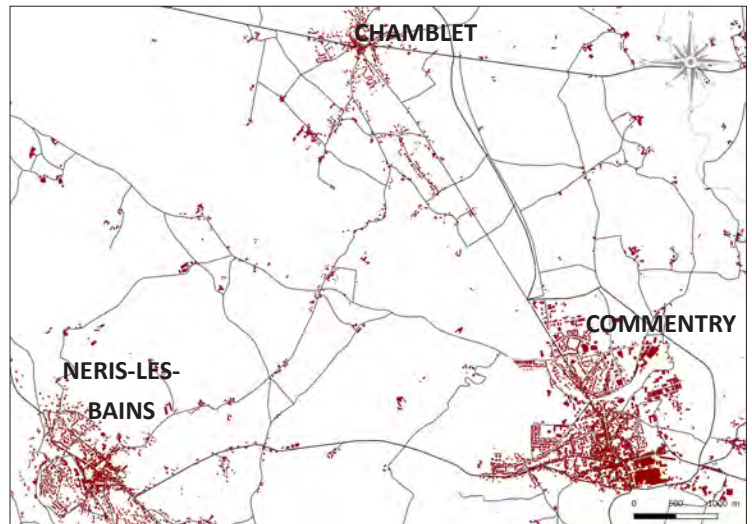 CHAMBLET
COMMENTRY
NERIS-LES-
BAINS
N
0 500 1000 m